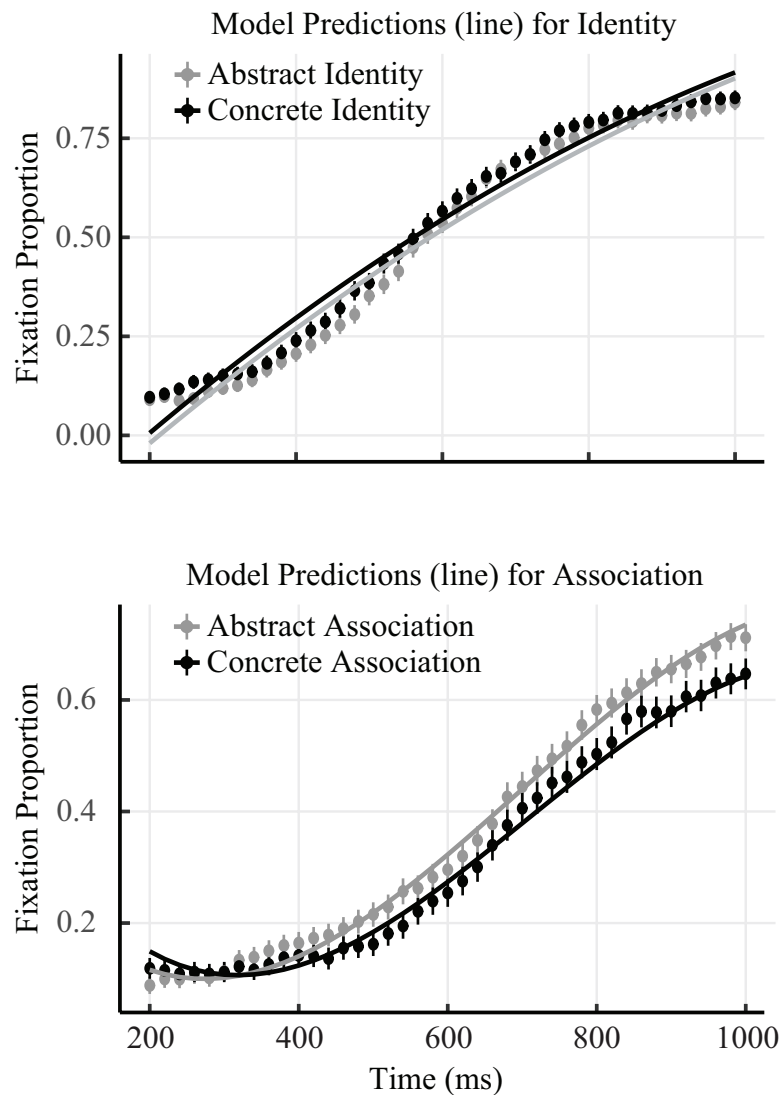 Model Predictions (line) for Identity
Abstract Identity
Concrete Identity
Fixation Proportion
0.75
0.50
0.25
0.00
Model Predictions (line) for Association
Abstract Association
Concrete Association
Fixation Proportion
0.6
0.4
0.2
200 400 600 800 1000
Time (ms)